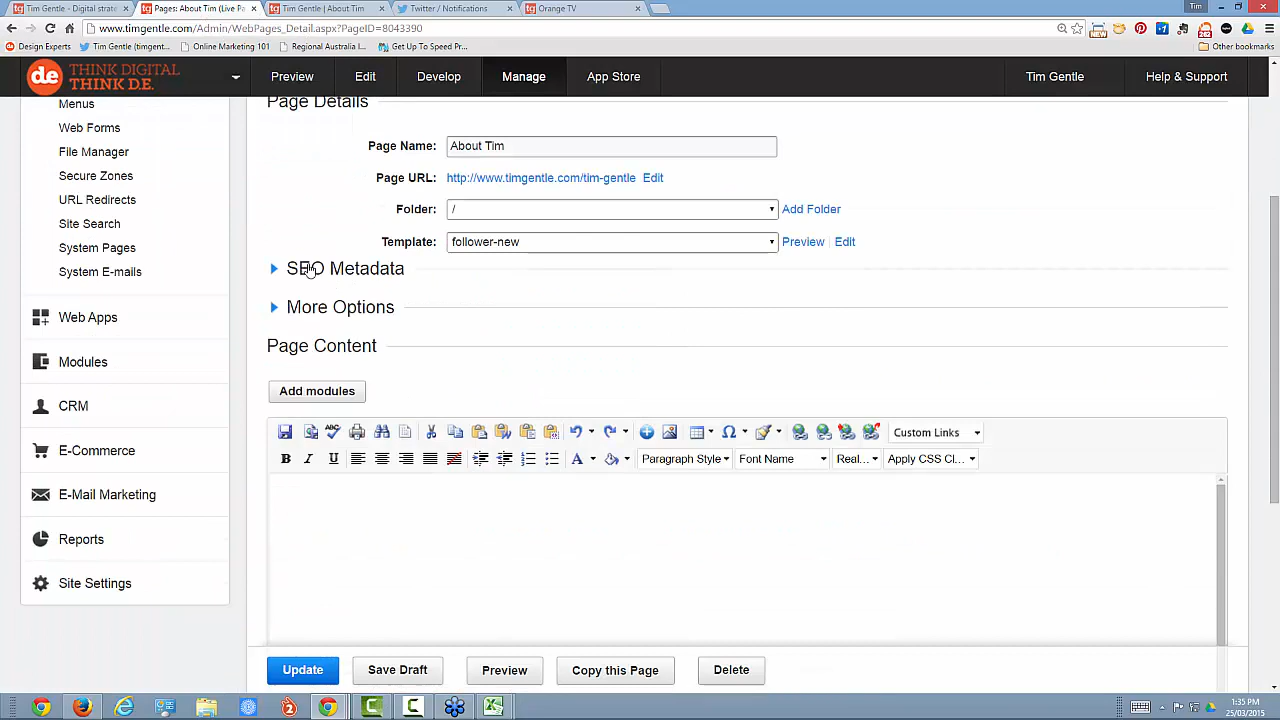 Tim Gentle - Digital strate
Pages: About Tim (Live Pa
Tim Gentle | About Tim
Twitter / Notifications
Orange TV
Tim
www.timgentle.com/Admin/WebPages_Detail.aspx?PageID=8043390
Design Experts
Tim Gentle (timgent...
Online Marketing 101
Regional Australia I...
Get Up To Speed Pr...
Other bookmarks
de
THINK DIGITAL
THINK D.E.
Preview
Edit
Develop
Manage
App Store
Tim Gentle
Help & Support
Menus
Web Forms
File Manager
Secure Zones
URL Redirects
Site Search
System Pages
System E-mails
Web Apps
Modules
CRM
E-Commerce
E-Mail Marketing
Reports
Site Settings
Page Details
Page Name: About Tim
Page URL: http://www.timgentle.com/tim-gentle Edit
Folder: / Add Folder
Template: follower-new Preview | Edit
SEO Metadata
More Options
Page Content
Add modules
Custom Links
B I U A Paragraph Style Font Name Real... Apply CSS Cl...
Update
Save Draft
Preview
Copy this Page
Delete
1:35 PM
25/03/2015